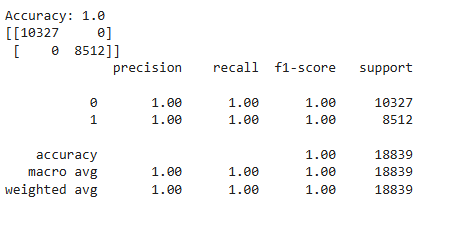 Accuracy: 1.0
[[10327     0]
 [    0  8512]]
              precision    recall  f1-score   support

           0       1.00      1.00      1.00     10327
           1       1.00      1.00      1.00      8512

    accuracy                           1.00     18839
   macro avg       1.00      1.00      1.00     18839
weighted avg       1.00      1.00      1.00     18839